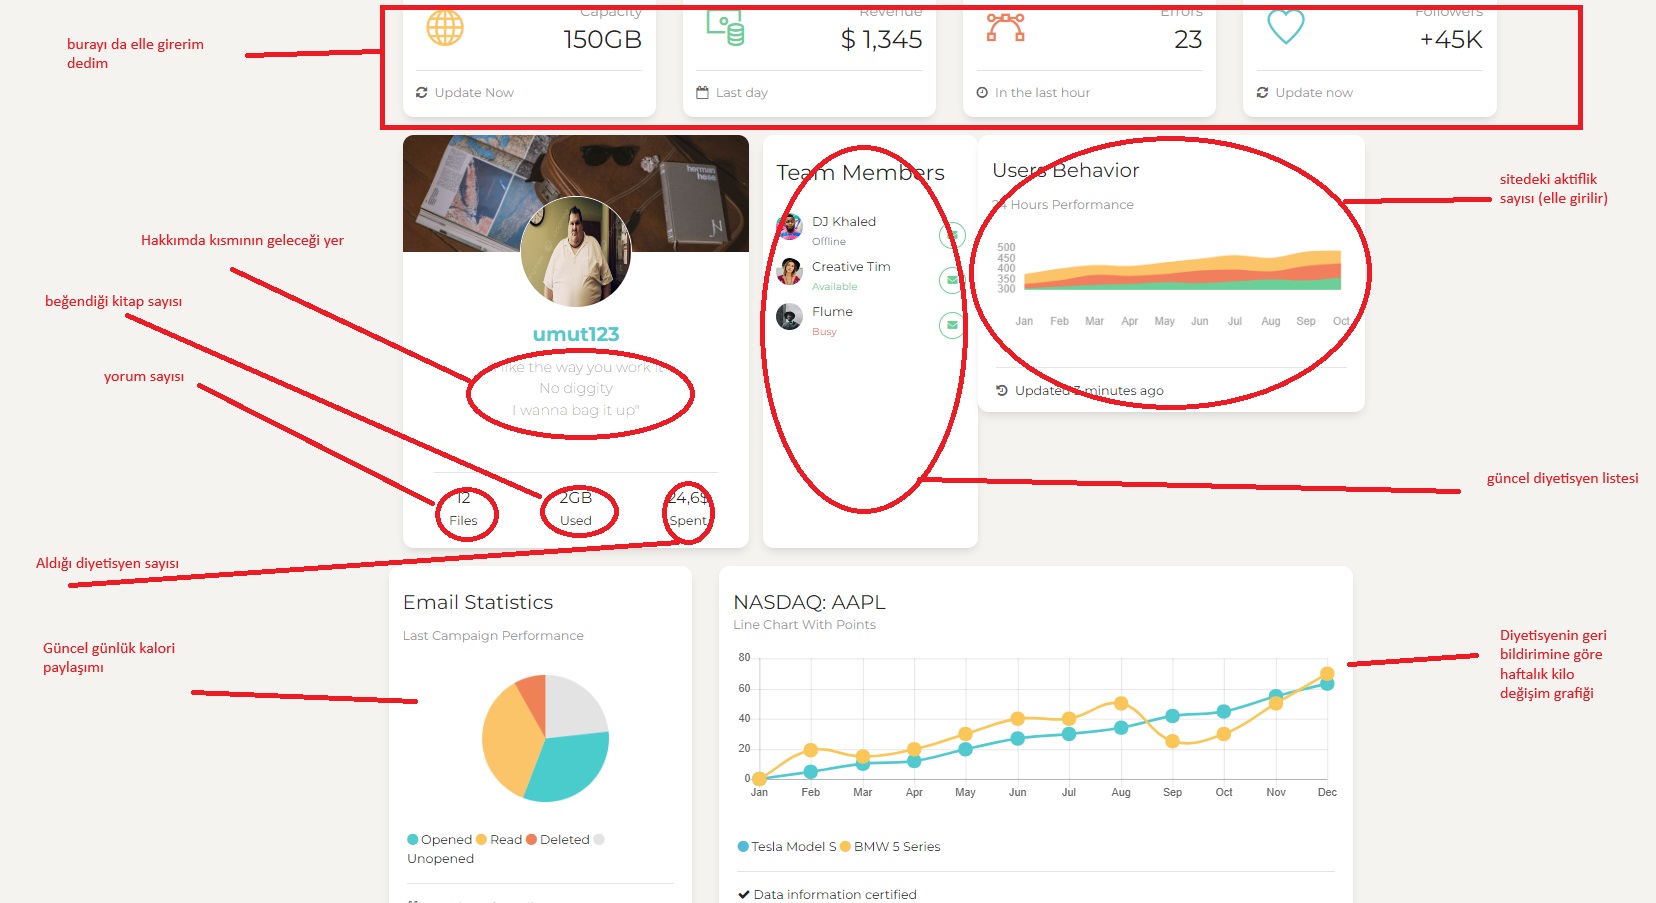 Capacity
150GB
Update Now
Revenue
$ 1,345
Last day
Errors
23
In the last hour
Followers
+45K
Update now
burayı da elle girerim
dedim
herman
hesse
N
umut123
like the way you work it
No diggity
I wanna bag it up"
12
Files
2GB
Used
24,6$
Spent
Hakkımda kısmının geleceği yer
beğendiği kitap sayısı
yorum sayısı
Aldığı diyetisyen sayısı
Team Members
DJ Khaled
Offline
Creative Tim
Available
Flume
Busy
güncel diyetisyen listesi
Users Behavior
24 Hours Performance
500
450
400
350
300
Jan Feb Mar Apr May Jun Jul Aug Sep Oct
Updated 3 minutes ago
sitedeki aktiflik
sayısı (elle girilir)
Email Statistics
Last Campaign Performance
Opened Read Deleted
Unopened
Güncel günlük kalori
paylaşımı
NASDAQ: AAPL
Line Chart With Points
80
60
40
20
0
Jan Feb Mar Apr May Jun Jul Aug Sep Oct Nov Dec
Tesla Model S BMW 5 Series
Data information certified
Diyetisyenin geri
bildirimine göre
haftalık kilo
değişim grafiği